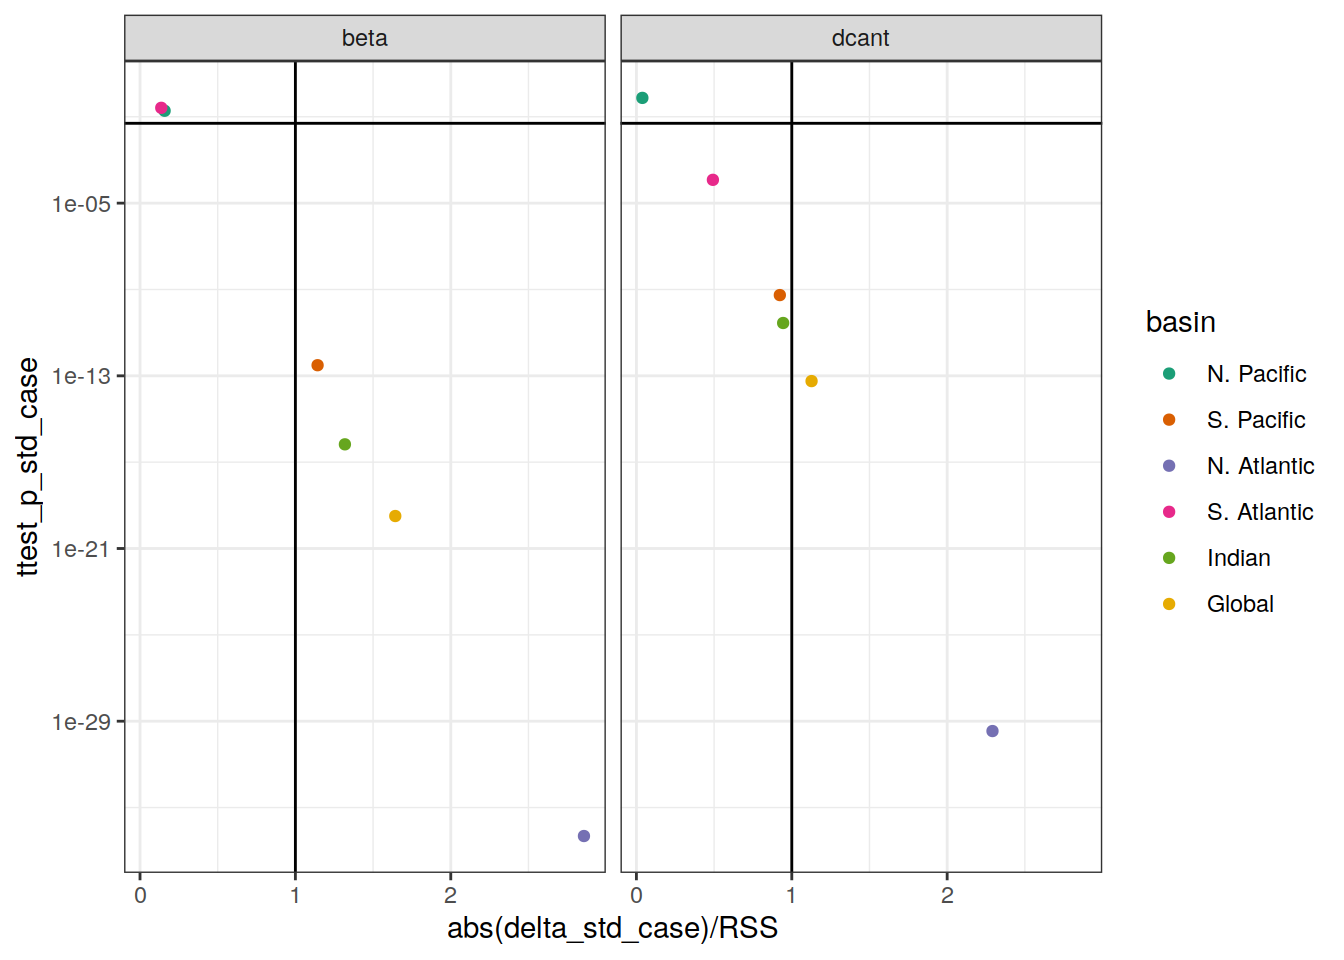 beta
dcant
1e-05
1e-13
1e-21
1e-29
ttest_p_std_case
0 1 2
0 1 2
abs(delta_std_case)/RSS
basin
N. Pacific
S. Pacific
N. Atlantic
S. Atlantic
Indian
Global